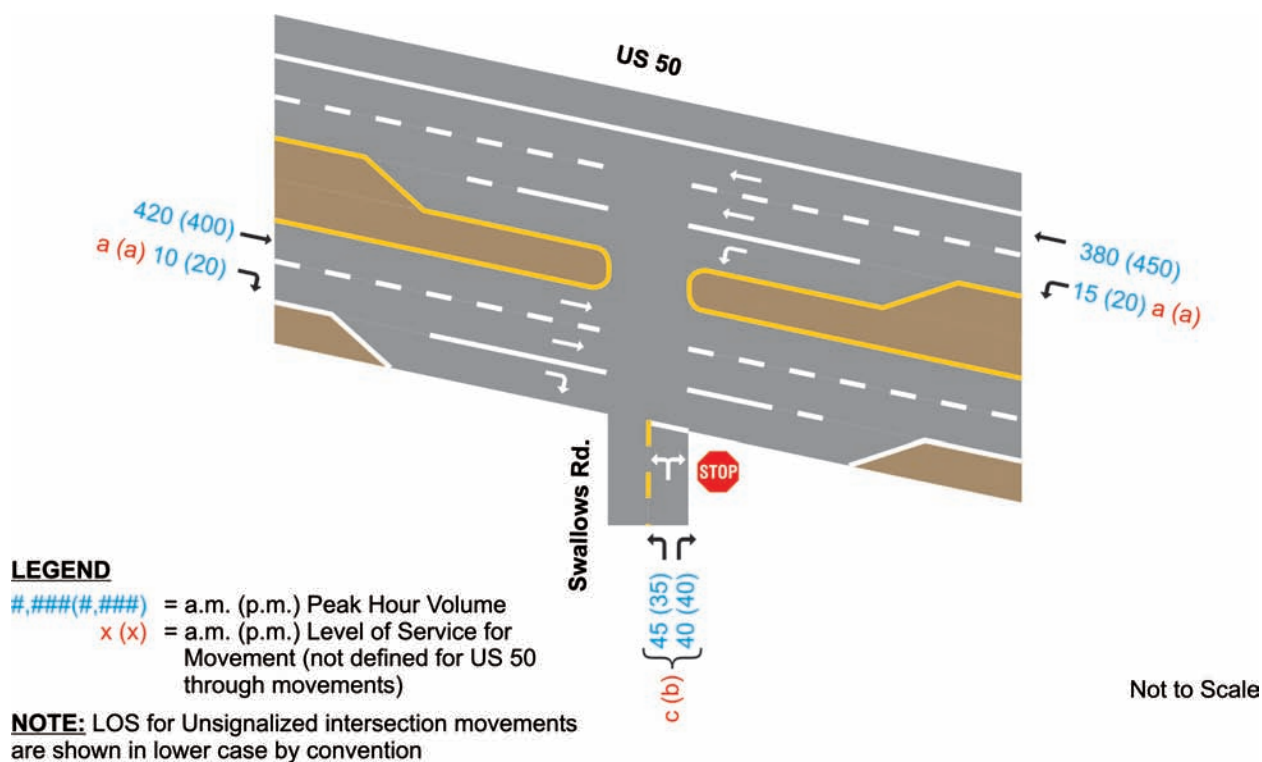 US 50
420 (400)
a (a) 10 (20)
380 (450)
15 (20) a (a)
STOP
Swallows Rd.
45 (35)
40 (40)
c (b)
LEGEND
#,###(#,###) = a.m. (p.m.) Peak Hour Volume
x (x) = a.m. (p.m.) Level of Service for
Movement (not defined for US 50
through movements)
Not to Scale
NOTE: LOS for Unsignalized intersection movements
are shown in lower case by convention